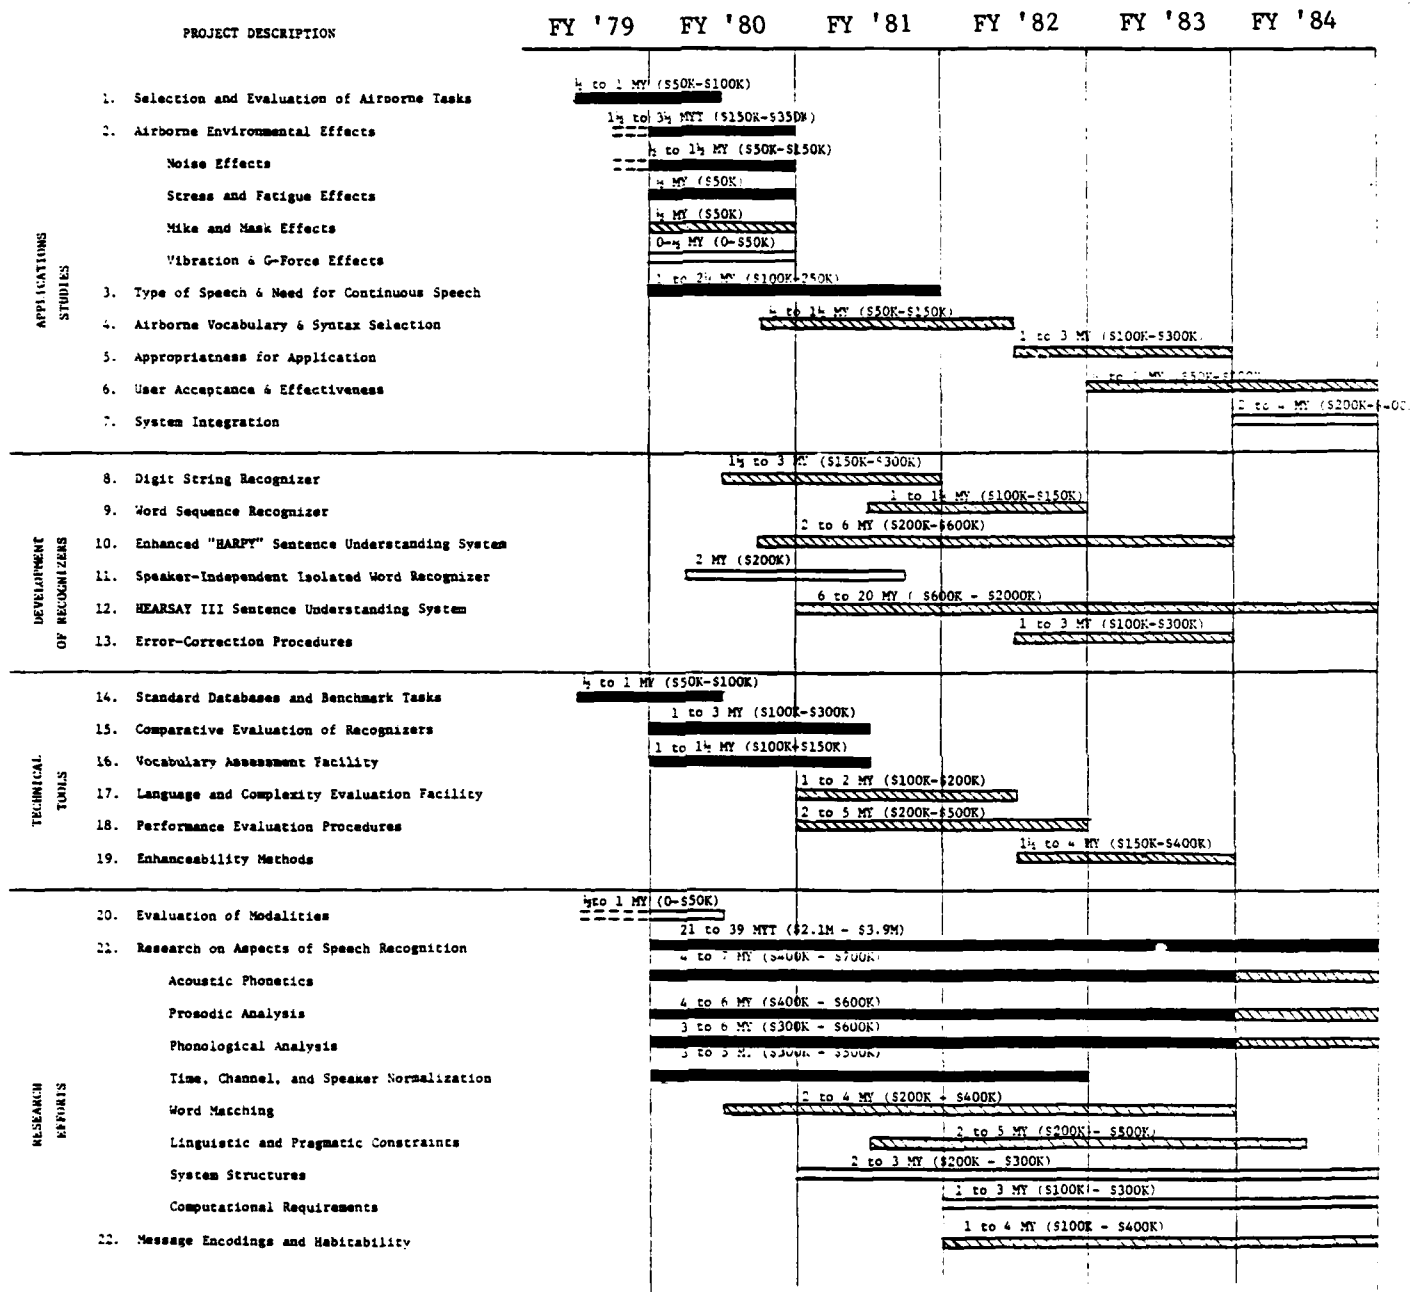 PROJECT DESCRIPTION FY '79 FY '80 FY '81 FY '82 FY '83 FY '84
APPLICATIONS STUDIES
½ to 1 MY ($50K-$100K)
1. Selection and Evaluation of Airborne Tasks
1½ to 3½ MYT ($150K-$350K)
2. Airborne Environmental Effects
½ to 1½ MY ($50K-$150K)
Noise Effects
½ MY ($50K)
Stress and Fatigue Effects
½ MY ($50K)
Mike and Mask Effects
0-½ MY (0-$50K)
Vibration & G-Force Effects
1 to 2½ MY ($100K-250K)
3. Type of Speech & Need for Continuous Speech
½ to 1½ MY ($50K-$150K)
4. Airborne Vocabulary & Syntax Selection
1 to 3 MY ($100K-$300K)
5. Appropriatness for Application
6. User Acceptance & Effectiveness
2 to 4 MY ($200K-$400
7. System Integration
DEVELOPMENT OF RECOGNIZERS
1½ to 3 MY ($150K-$300K)
8. Digit String Recognizer
1 to 1½ MY ($100K-$150K)
9. Word Sequence Recognizer
2 to 6 MY ($200K-$600K)
10. Enhanced "HARPY" Sentence Understanding System
2 MY ($200K)
11. Speaker-Independent Isolated Word Recognizer
6 to 20 MY ( $600K - $2000K)
12. HEARSAY III Sentence Understanding System
1 to 3 MY ($100K-$300K)
13. Error-Correction Procedures
TECHNICAL TOOLS
½ to 1 MY ($50K-$100K)
14. Standard Databases and Benchmark Tasks
1 to 3 MY ($100K-$300K)
15. Comparative Evaluation of Recognizers
1 to 1½ MY ($100K-$150K)
16. Vocabulary Assessment Facility
1 to 2 MY ($100K-$200K)
17. Language and Complexity Evaluation Facility
2 to 5 MY ($200K-$500K)
18. Performance Evaluation Procedures
1½ to 4 MY ($150K-$400K)
19. Enhanceability Methods
RESEARCH EFFORTS
½to 1 MY (0-$50K)
20. Evaluation of Modalities
21 to 39 MYT ($2.1M - $3.9M)
21. Research on Aspects of Speech Recognition
4 to 7 MY ($400K - $700K)
Acoustic Phonetics
4 to 6 MY ($400K - $600K)
Prosodic Analysis
3 to 6 MY ($300K - $600K)
Phonological Analysis
3 to 5 MY ($300K - $500K)
Time, Channel, and Speaker Normalization
2 to 4 MY ($200K - $400K)
Word Matching
2 to 5 MY ($200K - $500K)
Linguistic and Pragmatic Constraints
2 to 3 MY ($200K - $300K)
System Structures
1 to 3 MY ($100K - $300K)
Computational Requirements
1 to 4 MY ($100K - $400K)
22. Message Encodings and Habitability